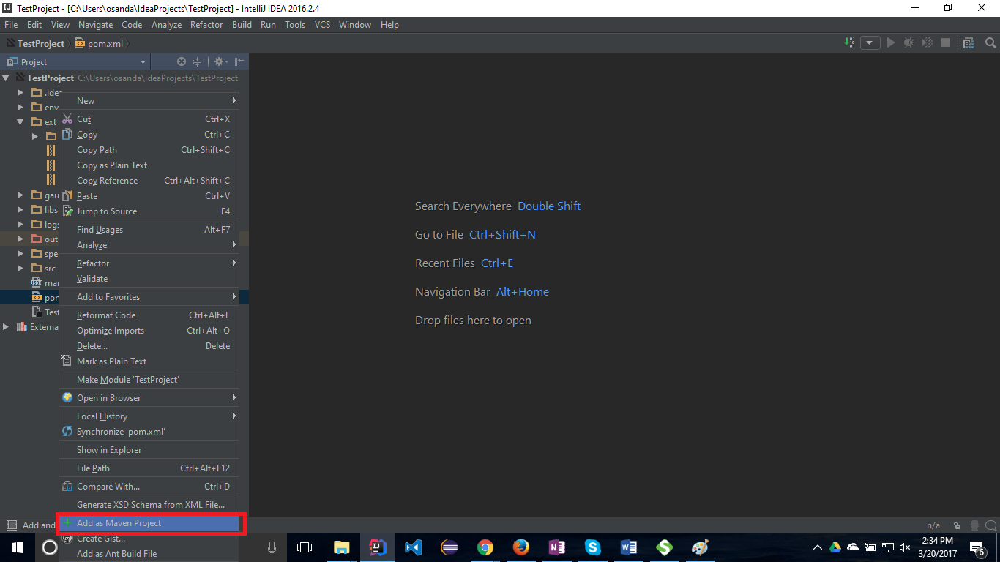 TestProject - [C:\Users\osanda\IdeaProjects\TestProject] - IntelliJ IDEA 2016.2.4
File Edit View Navigate Code Analyze Refactor Build Run Tools VCS Window Help
TestProject pom.xml
Project
TestProject C:\Users\osanda\IdeaProjects\TestProject
.idea
env
ext
gau
libs
logs
out
spe
src
mar
pom
Test
Externa
New
Cut Ctrl+X
Copy Ctrl+C
Copy Path Ctrl+Shift+C
Copy as Plain Text
Copy Reference Ctrl+Alt+Shift+C
Paste Ctrl+V
Jump to Source F4
Find Usages Alt+F7
Analyze
Refactor
Validate
Add to Favorites
Reformat Code Ctrl+Alt+L
Optimize Imports Ctrl+Alt+O
Delete... Delete
Mark as Plain Text
Make Module 'TestProject'
Open in Browser
Local History
Synchronize 'pom.xml'
Show in Explorer
File Path Ctrl+Alt+F12
Compare With... Ctrl+D
Generate XSD Schema from XML File...
Add as Maven Project
Create Gist...
Add as Ant Build File
Search Everywhere Double Shift
Go to File Ctrl+Shift+N
Recent Files Ctrl+E
Navigation Bar Alt+Home
Drop files here to open
Add and
n/a
2:34 PM
3/20/2017
6